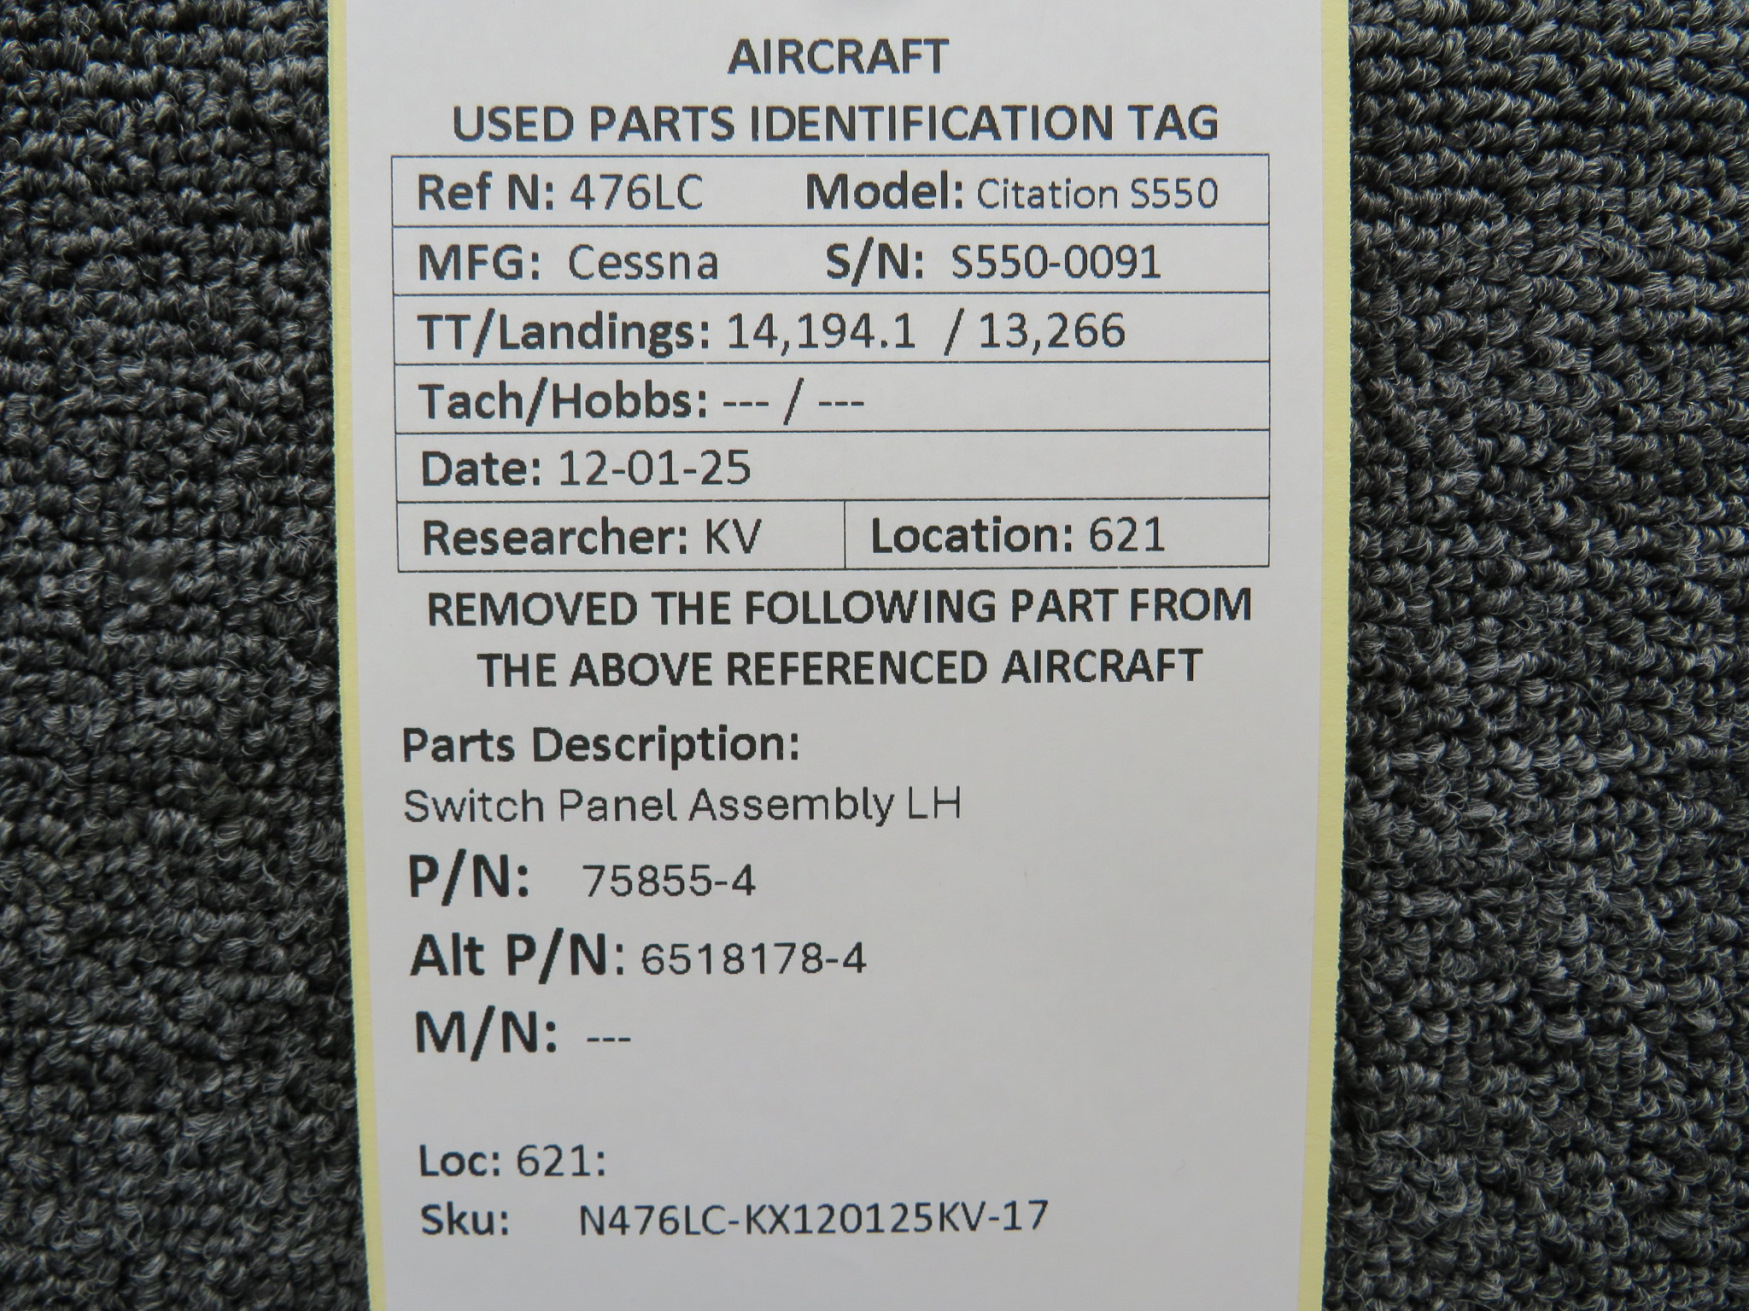 AIRCRAFT
USED PARTS IDENTIFICATION TAG
Ref N: 476LC Model: Citation S550
MFG: Cessna S/N: S550-0091
TT/Landings: 14,194.1 / 13,266
Tach/Hobbs: --- / ---
Date: 12-01-25
Researcher: KV Location: 621
REMOVED THE FOLLOWING PART FROM
THE ABOVE REFERENCED AIRCRAFT
Parts Description:
Switch Panel Assembly LH
P/N: 75855-4
Alt P/N: 6518178-4
M/N: ---
Loc: 621:
Sku: N476LC-KX120125KV-17